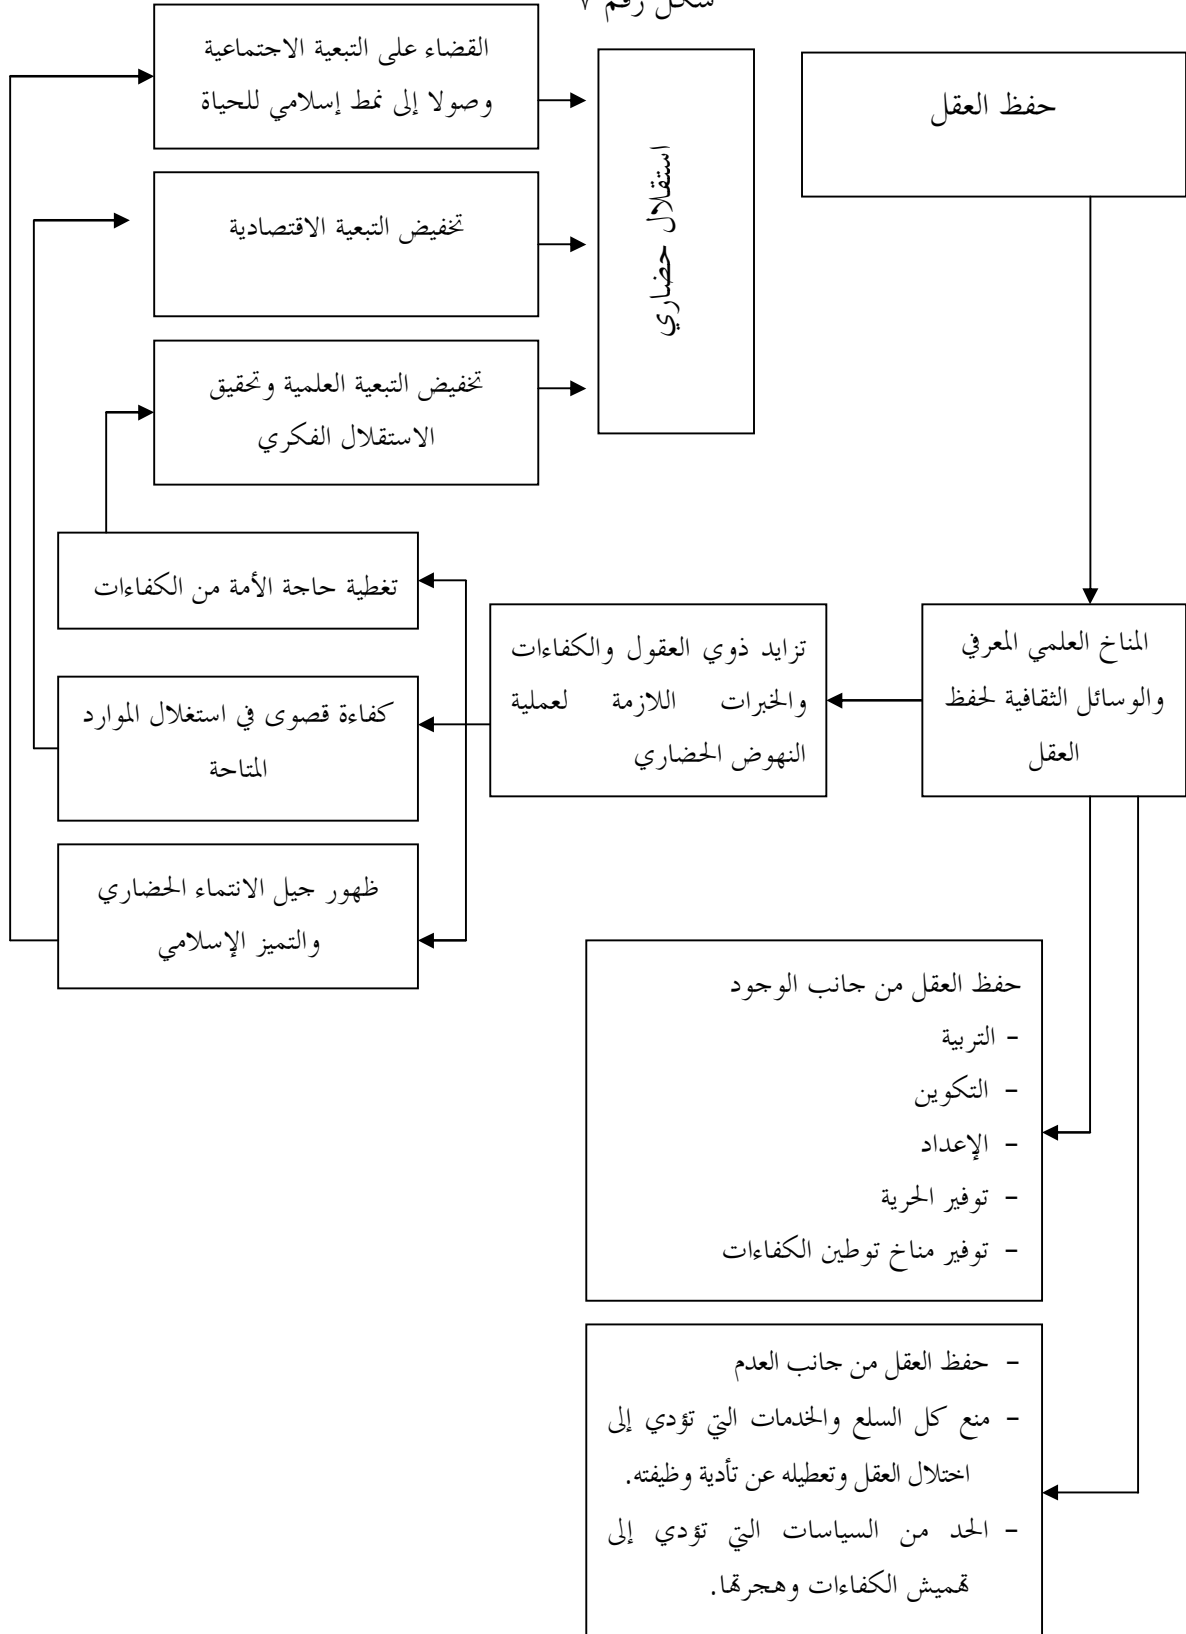 شكل رقم ٧
حفظ العقل
استقلال حضاري
القضاء على التبعية الاجتماعية
وصولا إلى نمط إسلامي للحياة
تخفيض التبعية الاقتصادية
تخفيض التبعية العلمية وتحقيق
الاستقلال الفكري
المناخ العلمي المعرفي
والوسائل الثقافية لحفظ
العقل
تزايد ذوي العقول والكفاءات
والخبرات اللازمة لعملية
النهوض الحضاري
تغطية حاجة الأمة من الكفاءات
كفاءة قصوى في استغلال الموارد
المتاحة
ظهور جيل الانتماء الحضاري
والتميز الإسلامي
حفظ العقل من جانب الوجود
- التربية
- التكوين
- الإعداد
- توفير الحرية
- توفير مناخ توطين الكفاءات
- حفظ العقل من جانب العدم
- منع كل السلع والخدمات التي تؤدي إلى
اختلال العقل وتعطيله عن تأدية وظيفته.
- الحد من السياسات التي تؤدي إلى
تهميش الكفاءات وهجرتها.